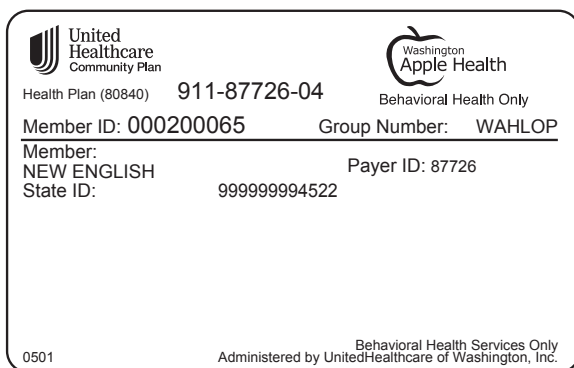 United
Healthcare
Community Plan
Washington
Apple Health
Health Plan (80840) 911-87726-04
Behavioral Health Only
Member ID: 000200065 Group Number: WAHLOP
Member:
NEW ENGLISH
Payer ID: 87726
State ID: 999999994522
Behavioral Health Services Only
0501 Administered by UnitedHealthcare of Washington, Inc.